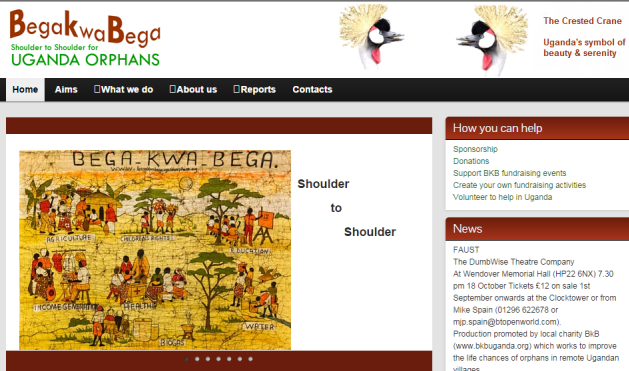 BegakwaBega
Shoulder to Shoulder for
UGANDA ORPHANS
The Crested Crane
Uganda's symbol of
beauty & serenity
Home Aims What we do About us Reports Contacts
BEGA-KWA-BEGA.
AGRICULTURE
CHILDREN'S RIGHTS
EDUCATION
INCOME GENERATION
HEALTH
WATER
BIOGAS
Shoulder
to
Shoulder
How you can help
Sponsorship
Donations
Support BKB fundraising events
Create your own fundraising activities
Volunteer to help in Uganda
News
FAUST
The DumbWise Theatre Company
At Wendover Memorial Hall (HP22 6NX) 7.30
pm 18 October Tickets £12 on sale 1st
September onwards at the Clocktower or from
Mike Spain (01296 622678 or
mjp.spain@btopenworld.com).
Production promoted by local charity BkB
(www.bkbuganda.org) which works to improve
the life chances of orphans in remote Ugandan
villages